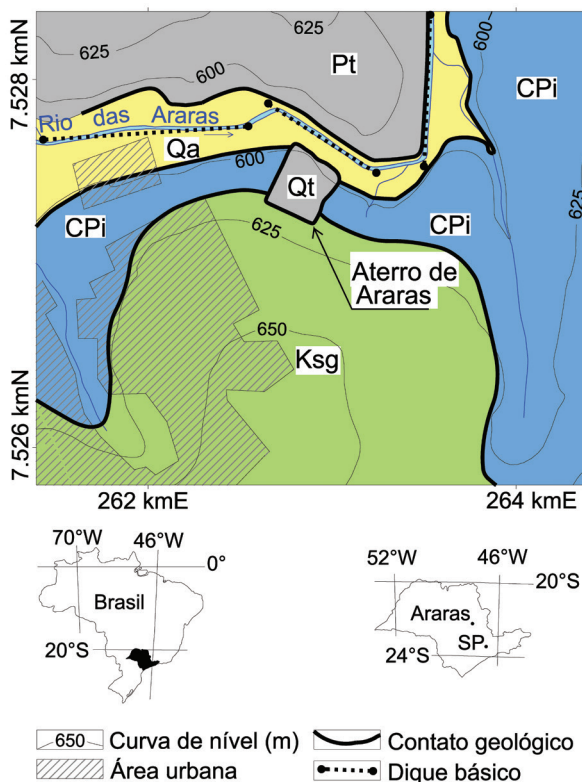 7.528 kmN
7.526 kmN
625
625
600
600
Pt
CPi
Rio das Araras
Qa
600
Qt
CPi
CPi
625
Aterro de
Araras
650
Ksg
262 kmE
264 kmE
70°W
46°W
0°
Brasil
20°S
52°W
46°W
20°S
Araras
SP
24°S
650
Curva de nível (m)
Contato geológico
Área urbana
Dique básico